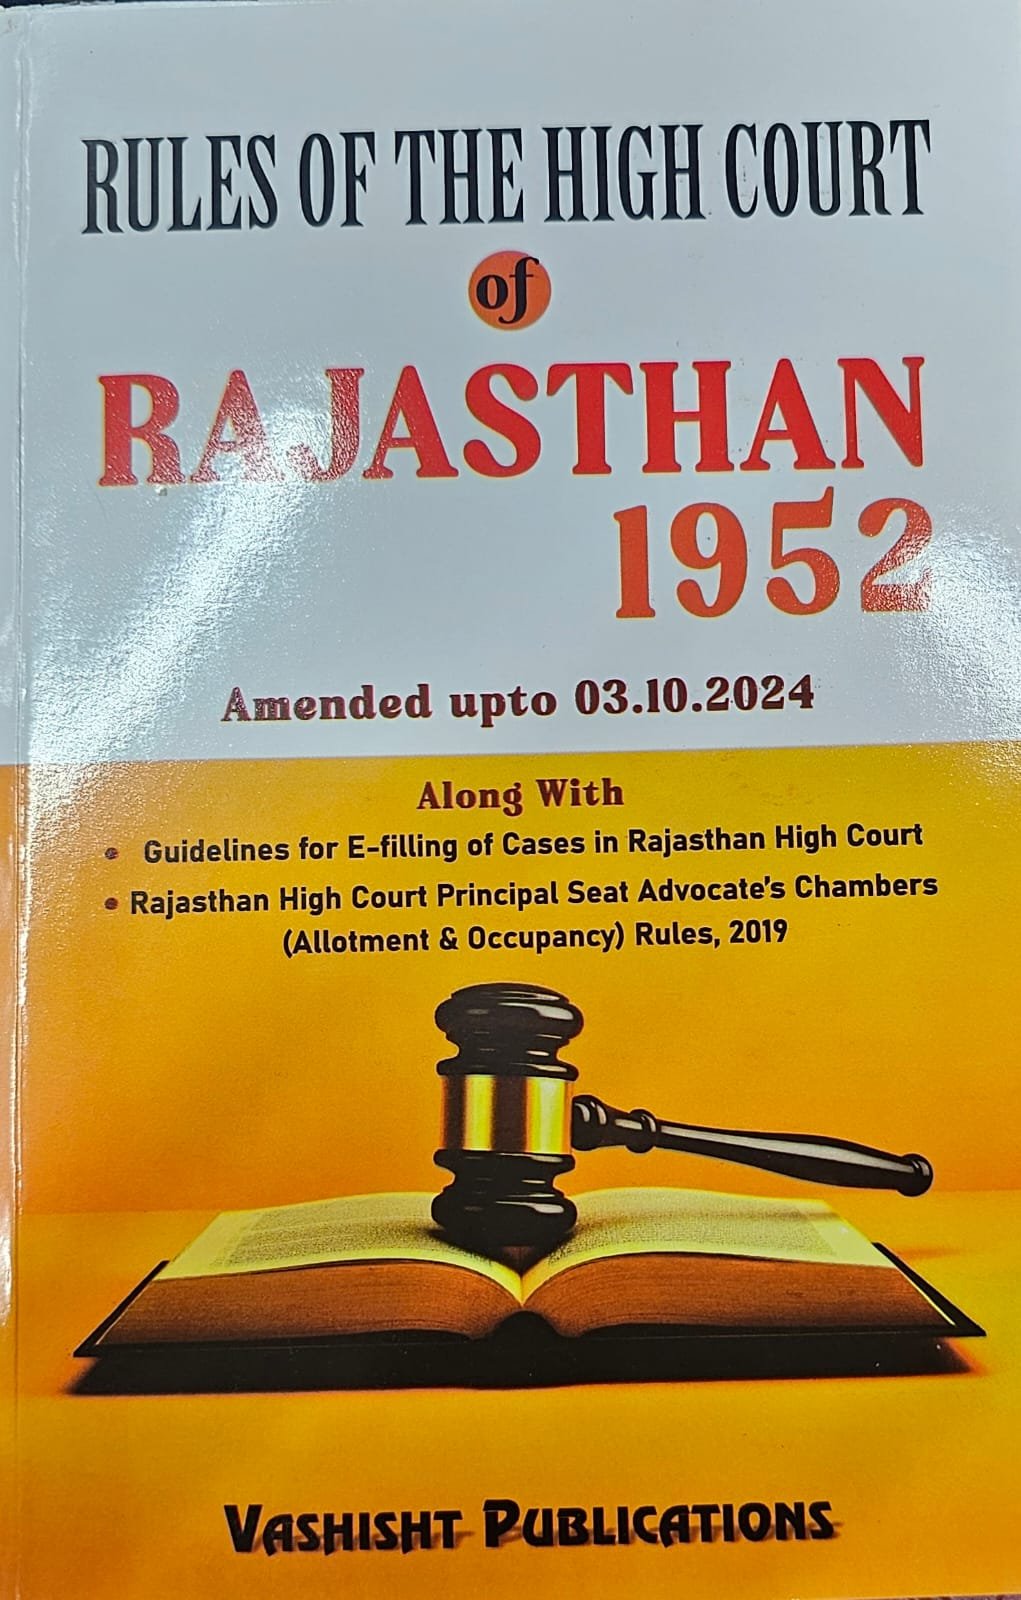 RULES OF THE HIGH COURT
of
RAJASTHAN
1952
Amended upto 03.10.2024
Along With
• Guidelines for E-filling of Cases in Rajasthan High Court
• Rajasthan High Court Principal Seat Advocate's Chambers
(Allotment & Occupancy) Rules, 2019
VASHISHT PUBLICATIONS